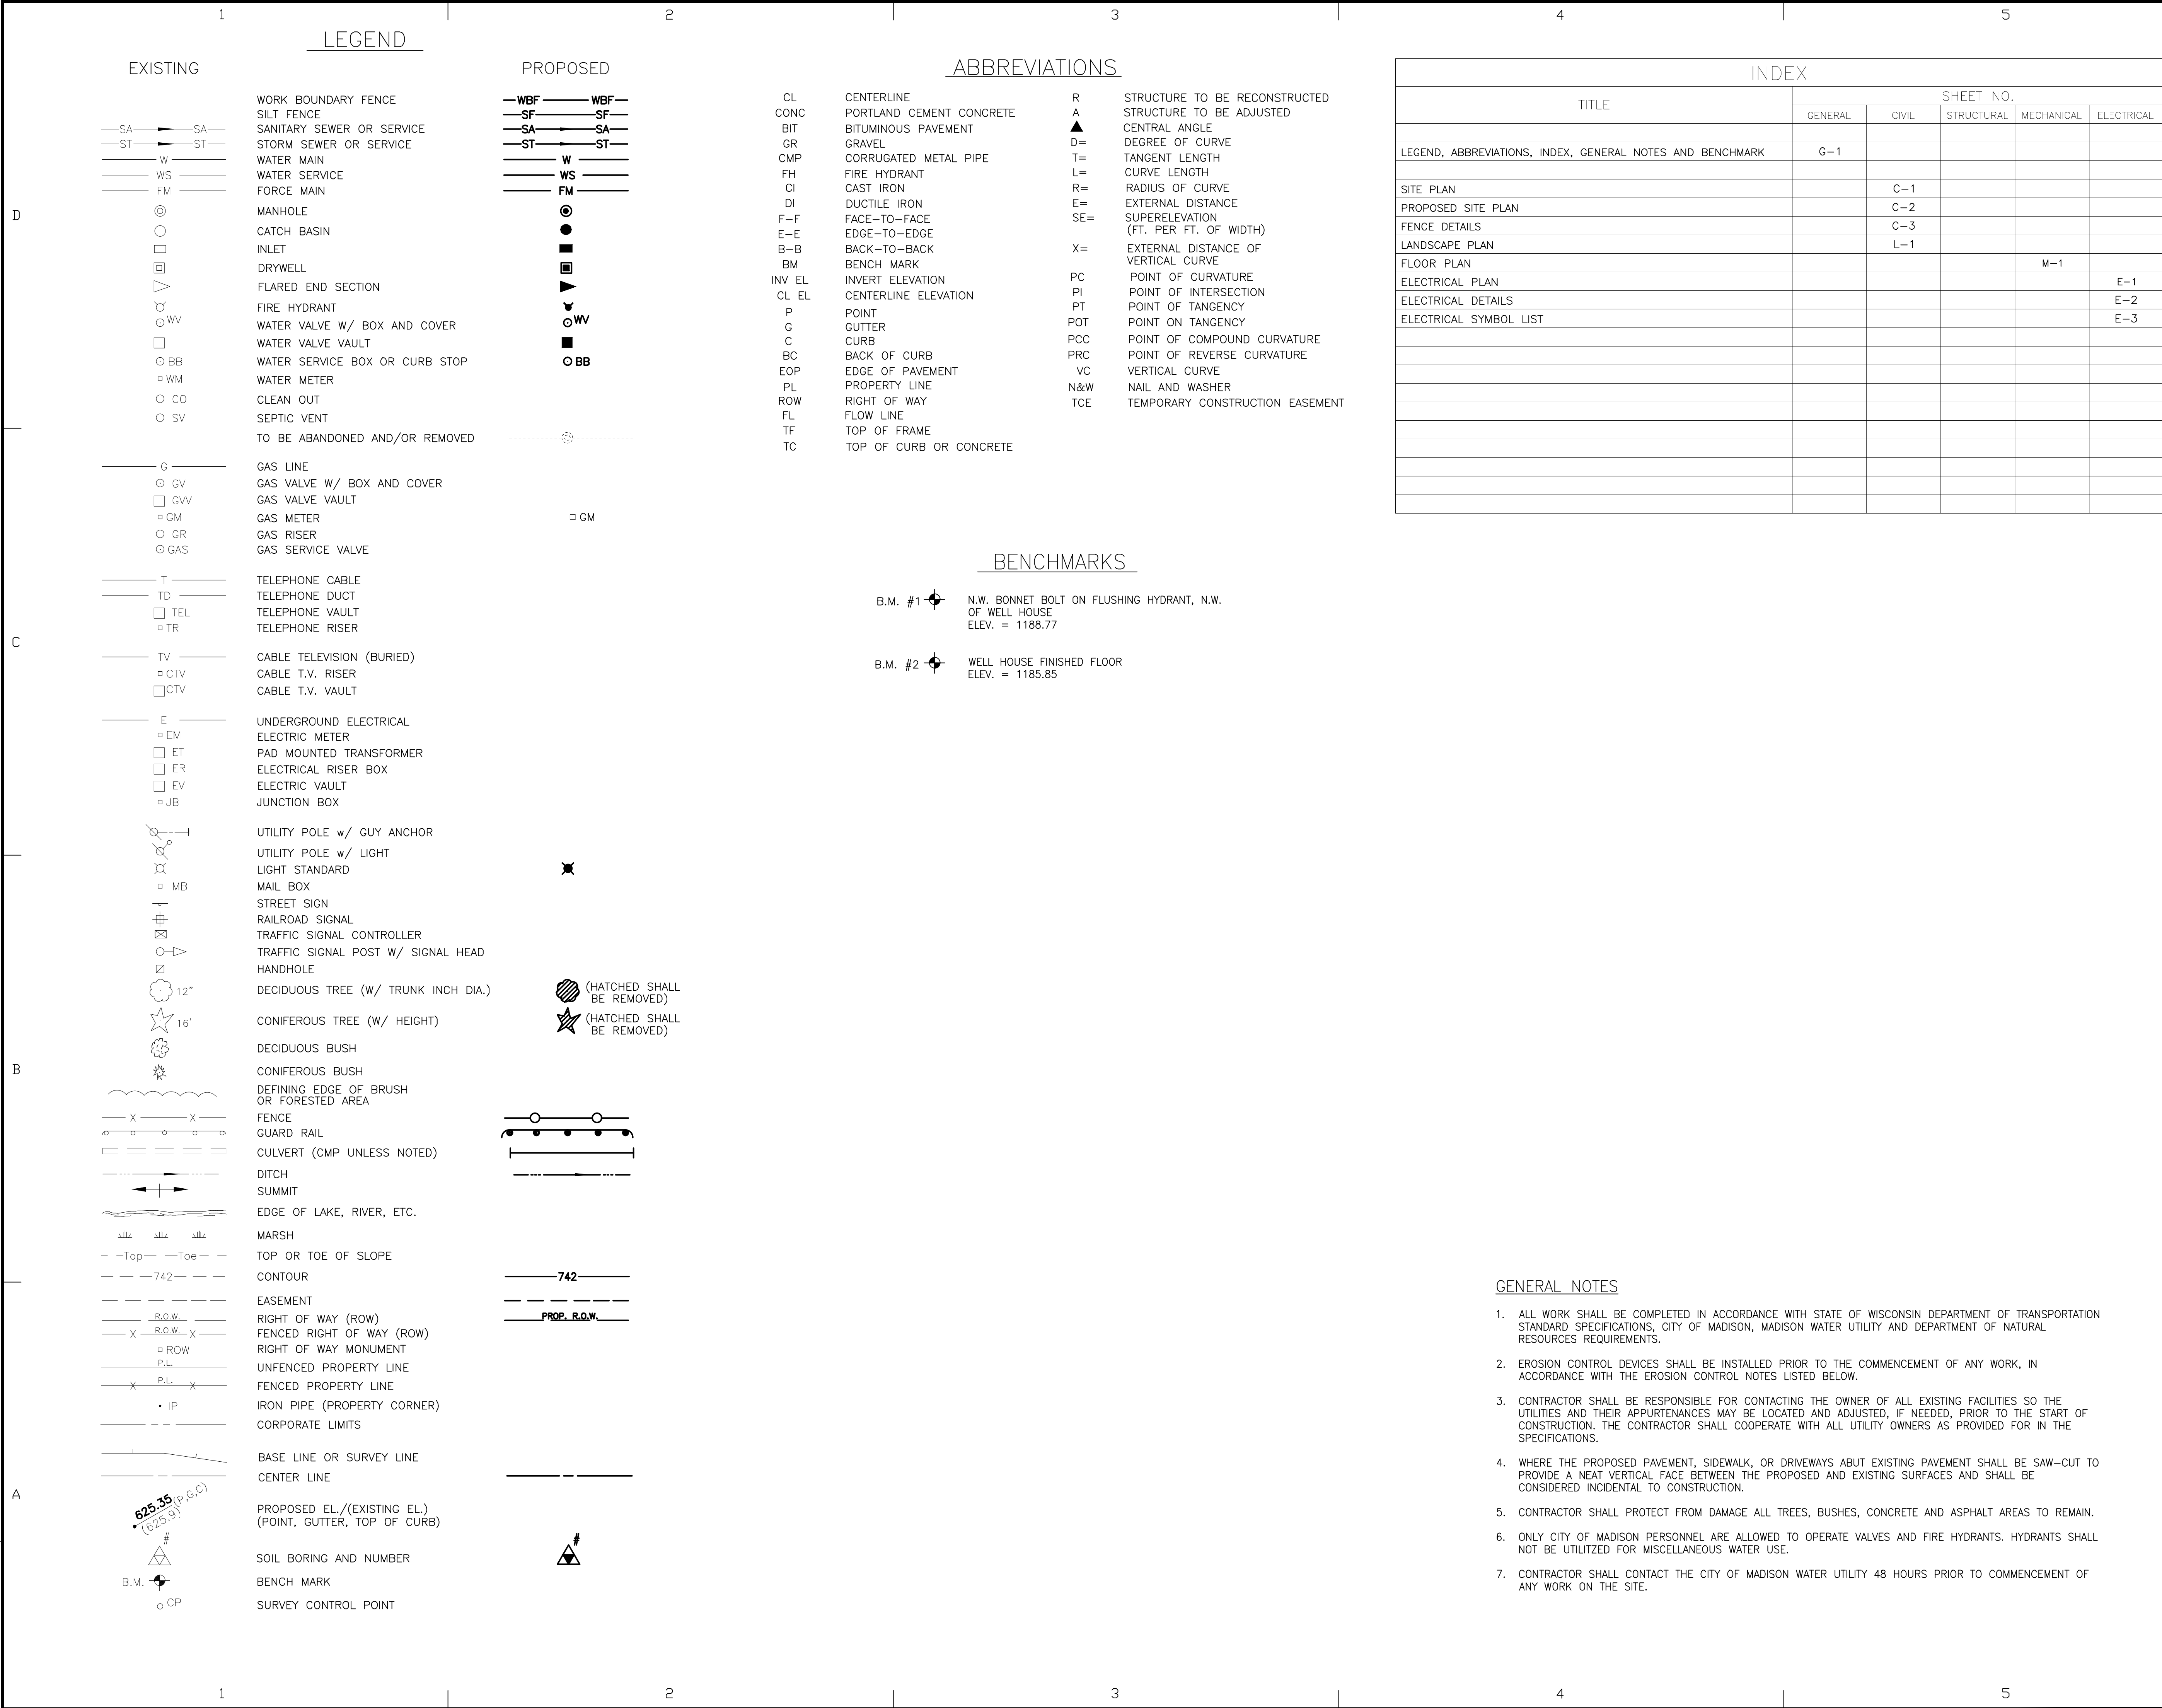 1 2 3 4 5
LEGEND
EXISTING PROPOSED
WORK BOUNDARY FENCE WBF WBF
SILT FENCE SF SF
SA SA SANITARY SEWER OR SERVICE SA SA
ST ST STORM SEWER OR SERVICE ST ST
W WATER MAIN W
WS WATER SERVICE WS
FM FORCE MAIN FM
MANHOLE
CATCH BASIN
INLET
DRYWELL
FLARED END SECTION
FIRE HYDRANT
WV WATER VALVE W/ BOX AND COVER WV
WATER VALVE VAULT
BB WATER SERVICE BOX OR CURB STOP BB
WM WATER METER
CO CLEAN OUT
SV SEPTIC VENT
TO BE ABANDONED AND/OR REMOVED
G GAS LINE
GV GAS VALVE W/ BOX AND COVER
GVV GAS VALVE VAULT
GM GAS METER GM
GR GAS RISER
GAS GAS SERVICE VALVE
T TELEPHONE CABLE
TD TELEPHONE DUCT
TEL TELEPHONE VAULT
TR TELEPHONE RISER
TV CABLE TELEVISION (BURIED)
CTV CABLE T.V. RISER
CTV CABLE T.V. VAULT
E UNDERGROUND ELECTRICAL
EM ELECTRIC METER
ET PAD MOUNTED TRANSFORMER
ER ELECTRICAL RISER BOX
EV ELECTRIC VAULT
JB JUNCTION BOX
UTILITY POLE w/ GUY ANCHOR
UTILITY POLE w/ LIGHT
LIGHT STANDARD
MB MAIL BOX
STREET SIGN
RAILROAD SIGNAL
TRAFFIC SIGNAL CONTROLLER
TRAFFIC SIGNAL POST W/ SIGNAL HEAD
HANDHOLE
12" DECIDUOUS TREE (W/ TRUNK INCH DIA.) (HATCHED SHALL
BE REMOVED)
16' CONIFEROUS TREE (W/ HEIGHT) (HATCHED SHALL
BE REMOVED)
DECIDUOUS BUSH
CONIFEROUS BUSH
DEFINING EDGE OF BRUSH
OR FORESTED AREA
X X FENCE
GUARD RAIL
CULVERT (CMP UNLESS NOTED)
DITCH
SUMMIT
EDGE OF LAKE, RIVER, ETC.
MARSH
Top Toe TOP OR TOE OF SLOPE
742 CONTOUR 742
EASEMENT
R.O.W. RIGHT OF WAY (ROW) PROP. R.O.W.
X R.O.W. X FENCED RIGHT OF WAY (ROW)
ROW RIGHT OF WAY MONUMENT
P.L. UNFENCED PROPERTY LINE
X P.L. X FENCED PROPERTY LINE
IP IRON PIPE (PROPERTY CORNER)
CORPORATE LIMITS
BASE LINE OR SURVEY LINE
CENTER LINE
625.35 (P,G,C) PROPOSED EL./(EXISTING EL.)
(625.9) (POINT, GUTTER, TOP OF CURB)
# SOIL BORING AND NUMBER #
B.M. BENCH MARK
CP SURVEY CONTROL POINT
ABBREVIATIONS
CL CENTERLINE
CONC PORTLAND CEMENT CONCRETE
BIT BITUMINOUS PAVEMENT
GR GRAVEL
CMP CORRUGATED METAL PIPE
FH FIRE HYDRANT
CI CAST IRON
DI DUCTILE IRON
F-F FACE-TO-FACE
E-E EDGE-TO-EDGE
B-B BACK-TO-BACK
BM BENCH MARK
INV EL INVERT ELEVATION
CL EL CENTERLINE ELEVATION
P POINT
G GUTTER
C CURB
BC BACK OF CURB
EOP EDGE OF PAVEMENT
PL PROPERTY LINE
ROW RIGHT OF WAY
FL FLOW LINE
TF TOP OF FRAME
TC TOP OF CURB OR CONCRETE
R STRUCTURE TO BE RECONSTRUCTED
A STRUCTURE TO BE ADJUSTED
▲ CENTRAL ANGLE
D= DEGREE OF CURVE
T= TANGENT LENGTH
L= CURVE LENGTH
R= RADIUS OF CURVE
E= EXTERNAL DISTANCE
SE= SUPERELEVATION
(FT. PER FT. OF WIDTH)
X= EXTERNAL DISTANCE OF
VERTICAL CURVE
PC POINT OF CURVATURE
PI POINT OF INTERSECTION
PT POINT OF TANGENCY
POT POINT ON TANGENCY
PCC POINT OF COMPOUND CURVATURE
PRC POINT OF REVERSE CURVATURE
VC VERTICAL CURVE
N&W NAIL AND WASHER
TCE TEMPORARY CONSTRUCTION EASEMENT
BENCHMARKS
B.M. #1 N.W. BONNET BOLT ON FLUSHING HYDRANT, N.W.
OF WELL HOUSE
ELEV. = 1188.77
B.M. #2 WELL HOUSE FINISHED FLOOR
ELEV. = 1185.85
INDEX
TITLE SHEET NO.
GENERAL CIVIL STRUCTURAL MECHANICAL ELECTRICAL
LEGEND, ABBREVIATIONS, INDEX, GENERAL NOTES AND BENCHMARK G-1
SITE PLAN C-1
PROPOSED SITE PLAN C-2
FENCE DETAILS C-3
LANDSCAPE PLAN L-1
FLOOR PLAN M-1
ELECTRICAL PLAN E-1
ELECTRICAL DETAILS E-2
ELECTRICAL SYMBOL LIST E-3
GENERAL NOTES
1. ALL WORK SHALL BE COMPLETED IN ACCORDANCE WITH STATE OF WISCONSIN DEPARTMENT OF TRANSPORTATION
STANDARD SPECIFICATIONS, CITY OF MADISON, MADISON WATER UTILITY AND DEPARTMENT OF NATURAL
RESOURCES REQUIREMENTS.
2. EROSION CONTROL DEVICES SHALL BE INSTALLED PRIOR TO THE COMMENCEMENT OF ANY WORK, IN
ACCORDANCE WITH THE EROSION CONTROL NOTES LISTED BELOW.
3. CONTRACTOR SHALL BE RESPONSIBLE FOR CONTACTING THE OWNER OF ALL EXISTING FACILITIES SO THE
UTILITIES AND THEIR APPURTENANCES MAY BE LOCATED AND ADJUSTED, IF NEEDED, PRIOR TO THE START OF
CONSTRUCTION. THE CONTRACTOR SHALL COOPERATE WITH ALL UTILITY OWNERS AS PROVIDED FOR IN THE
SPECIFICATIONS.
4. WHERE THE PROPOSED PAVEMENT, SIDEWALK, OR DRIVEWAYS ABUT EXISTING PAVEMENT SHALL BE SAW-CUT TO
PROVIDE A NEAT VERTICAL FACE BETWEEN THE PROPOSED AND EXISTING SURFACES AND SHALL BE
CONSIDERED INCIDENTAL TO CONSTRUCTION.
5. CONTRACTOR SHALL PROTECT FROM DAMAGE ALL TREES, BUSHES, CONCRETE AND ASPHALT AREAS TO REMAIN.
6. ONLY CITY OF MADISON PERSONNEL ARE ALLOWED TO OPERATE VALVES AND FIRE HYDRANTS. HYDRANTS SHALL
NOT BE UTILITZED FOR MISCELLANEOUS WATER USE.
7. CONTRACTOR SHALL CONTACT THE CITY OF MADISON WATER UTILITY 48 HOURS PRIOR TO COMMENCEMENT OF
ANY WORK ON THE SITE.
D
C
B
A
1 2 3 4 5